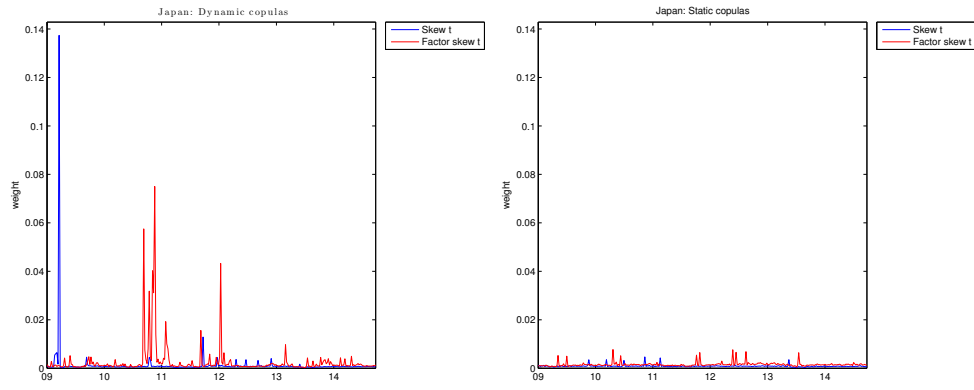 Japan: Dynamic copulas
Skew t
Factor skew t
weight
0.14
0.12
0.1
0.08
0.06
0.04
0.02
0
09 10 11 12 13 14
Japan: Static copulas
Skew t
Factor skew t
weight
0.14
0.12
0.1
0.08
0.06
0.04
0.02
0
09 10 11 12 13 14